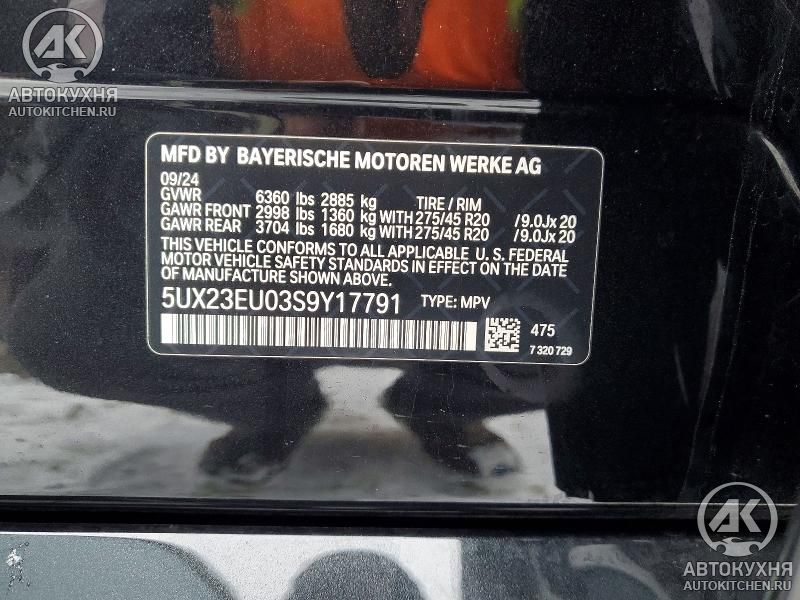 AK
АВТОКУХНЯ
AUTOKITCHEN.RU
MFD BY BAYERISCHE MOTOREN WERKE AG
09/24
GVWR 6360 lbs 2885 kg TIRE / RIM
GAWR FRONT 2998 lbs 1360 kg WITH 275/45 R20 /9.0Jx 20
GAWR REAR 3704 lbs 1680 kg WITH 275/45 R20 /9.0Jx 20
THIS VEHICLE CONFORMS TO ALL APPLICABLE U. S. FEDERAL
MOTOR VEHICLE SAFETY STANDARDS IN EFFECT ON THE DATE
OF MANUFACTURE SHOWN ABOVE.
5UX23EU03S9Y17791 TYPE: MPV
475
7 320 729
AK
АВТОКУХНЯ
AUTOKITCHEN.RU